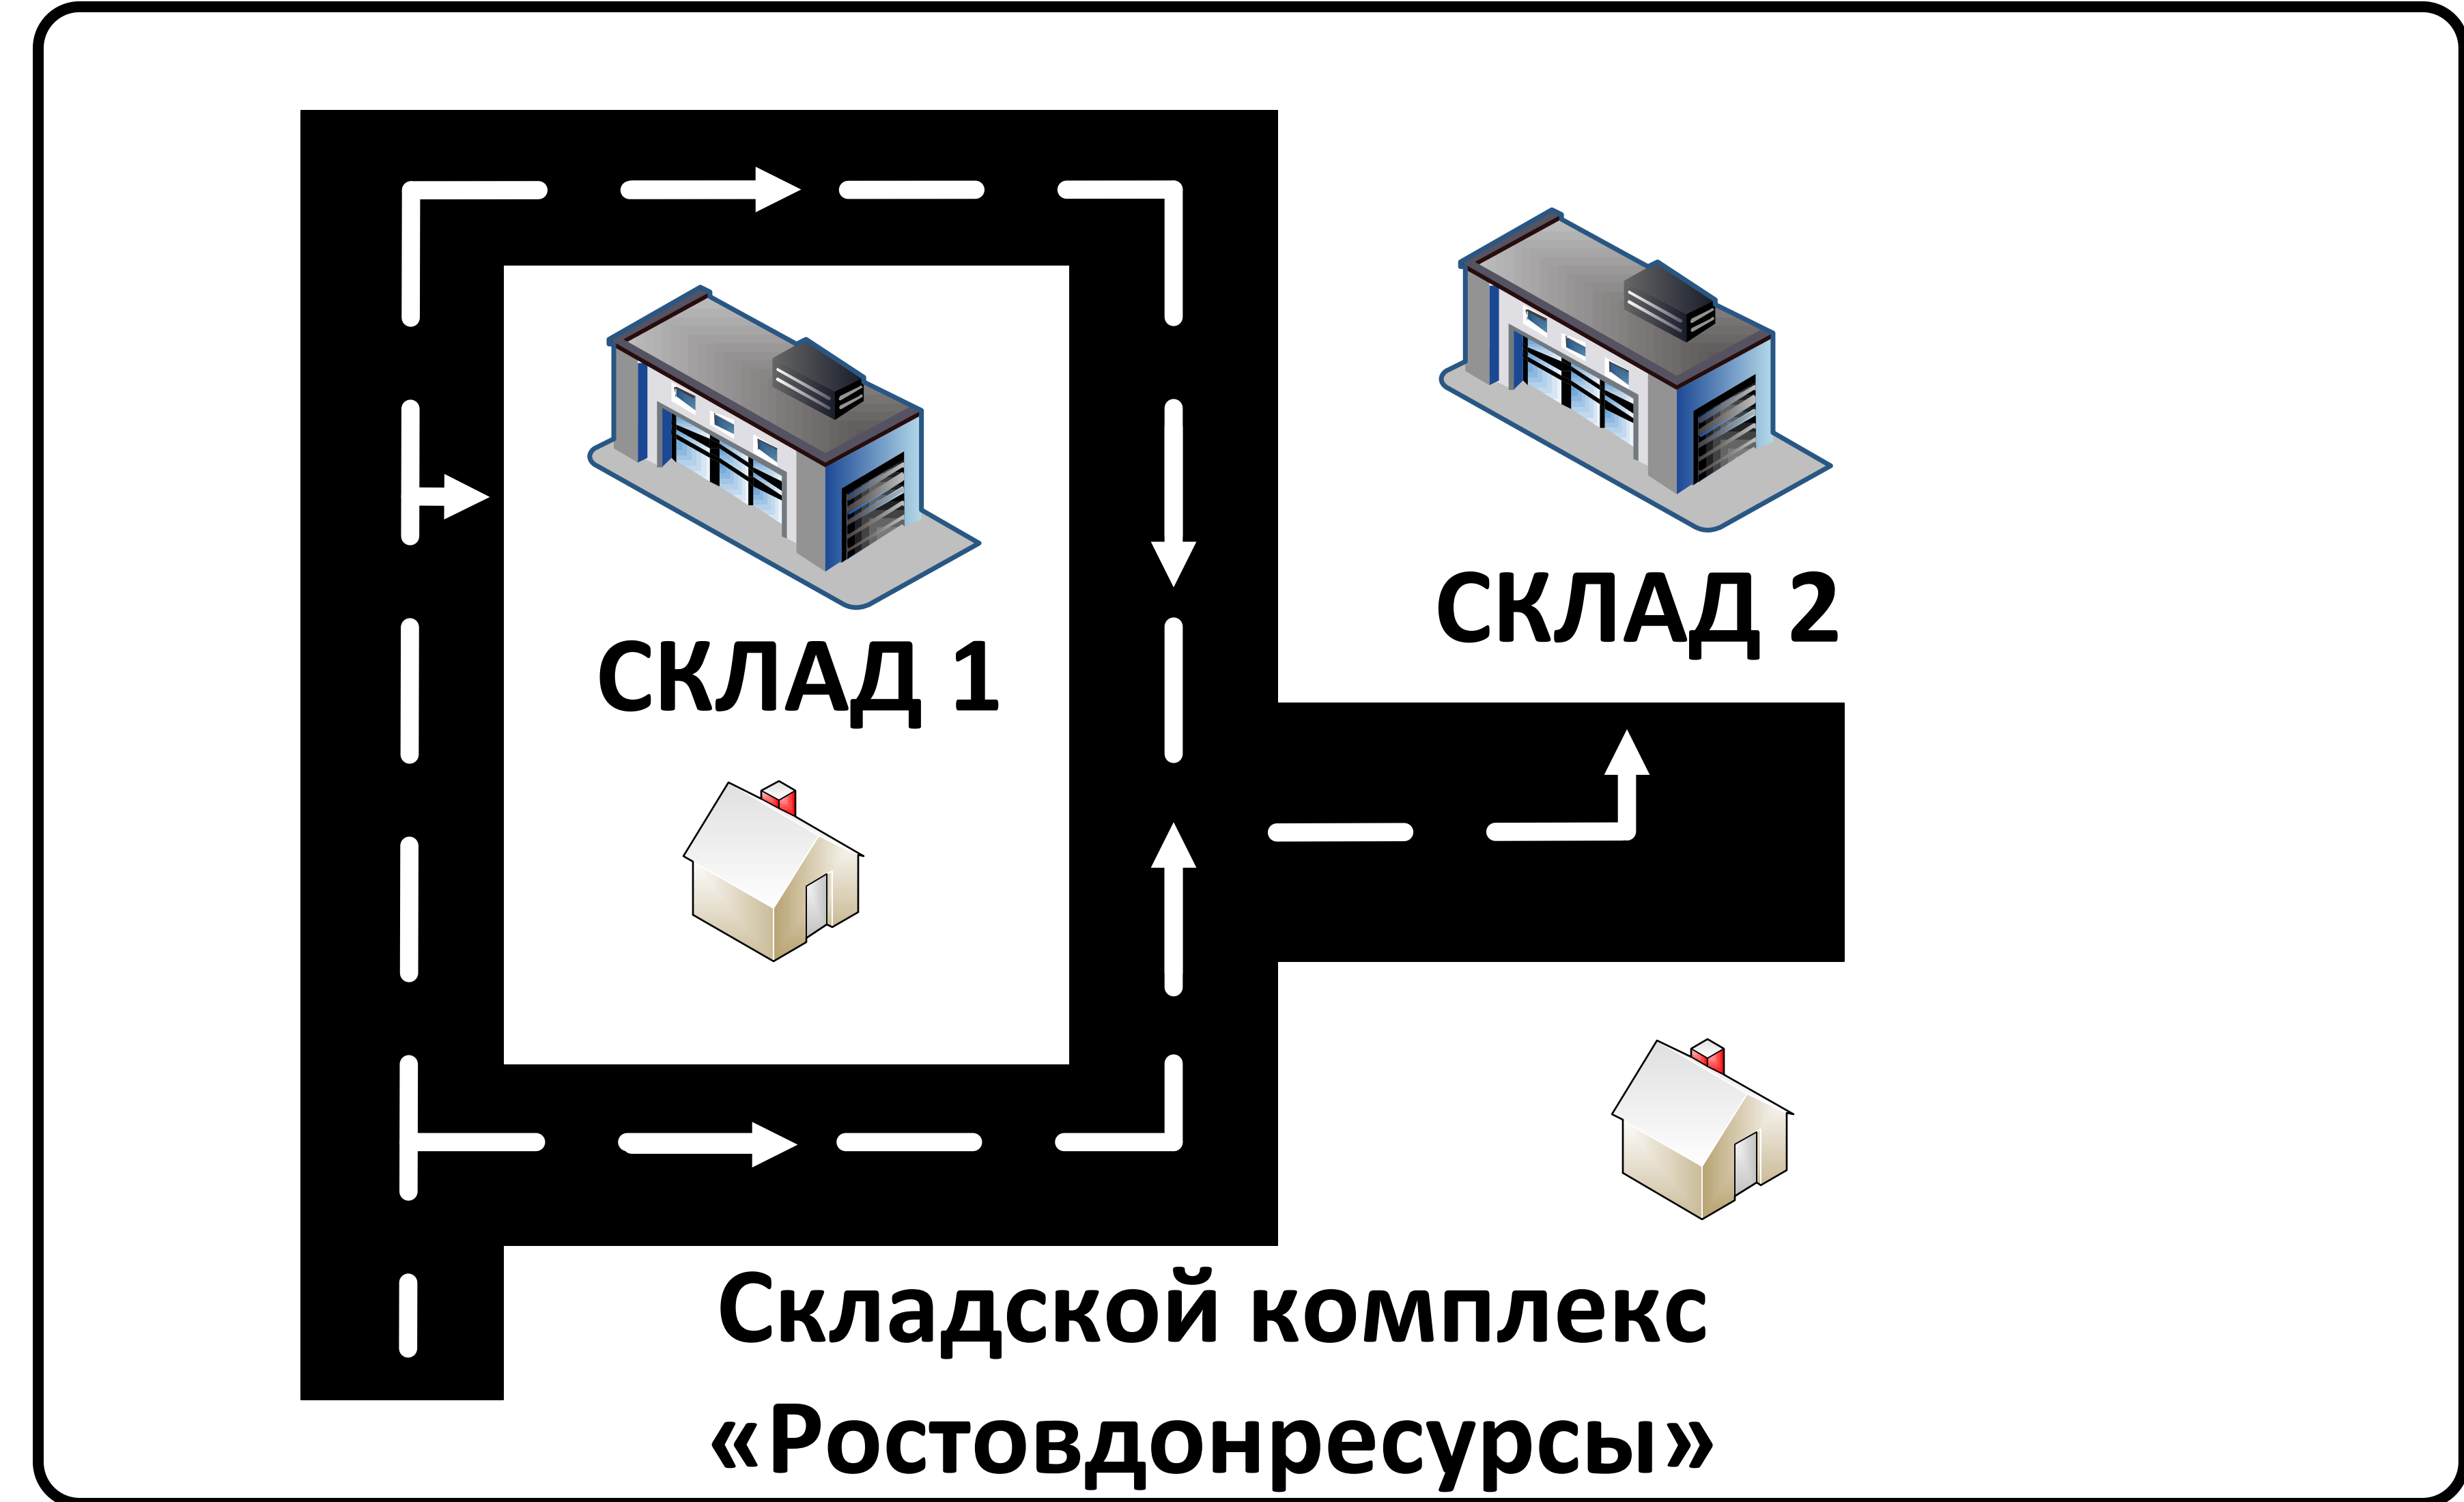 СКЛАД 1
СКЛАД 2
Складской комплекс
«Ростовдонресурсы»